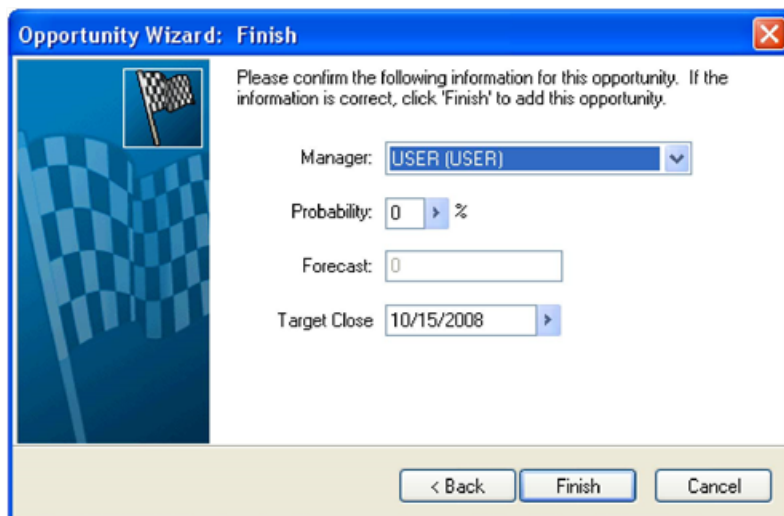 Opportunity Wizard: Finish
Please confirm the following information for this opportunity. If the
information is correct, click 'Finish' to add this opportunity.
Manager: USER (USER)
Probability: 0 %
Forecast: 0
Target Close 10/15/2008
< Back Finish Cancel